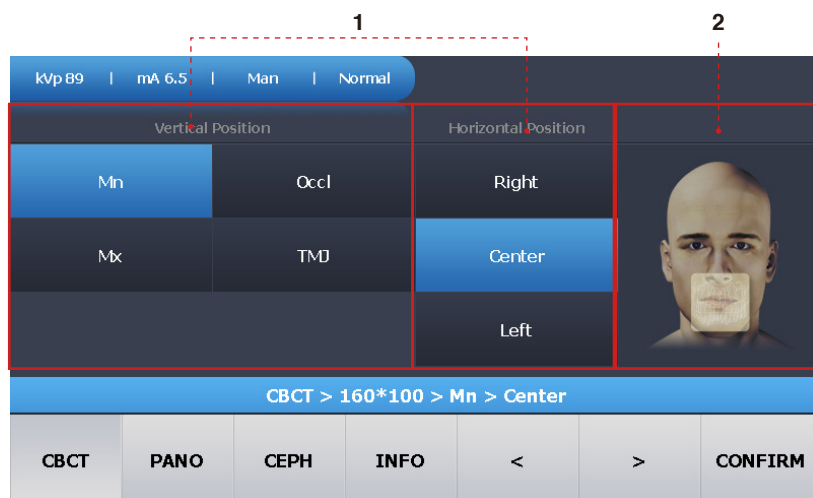 1 2
kVp 89 | mA 6.5 | Man | Normal
Vertical Position Horizontal Position
Mn Occl Right
Mx TMJ Center
Left
CBCT > 160*100 > Mn > Center
CBCT PANO CEPH INFO < > CONFIRM